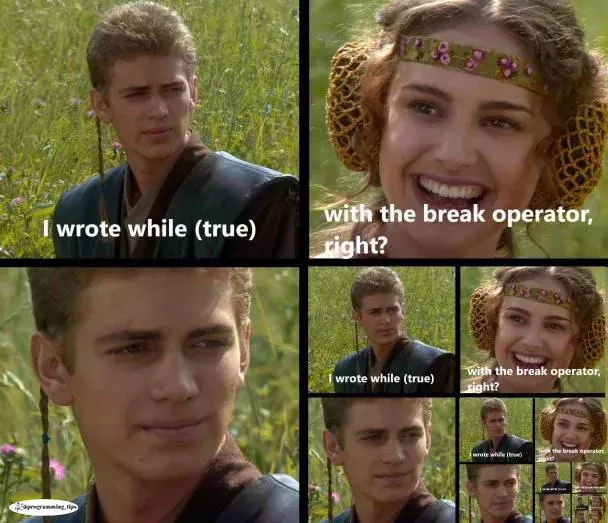 I wrote while (true)
with the break operator,
right?
I wrote while (true)
with the break operator,
right?
I wrote while (true)
with the break operator,
right?
@programming_tips